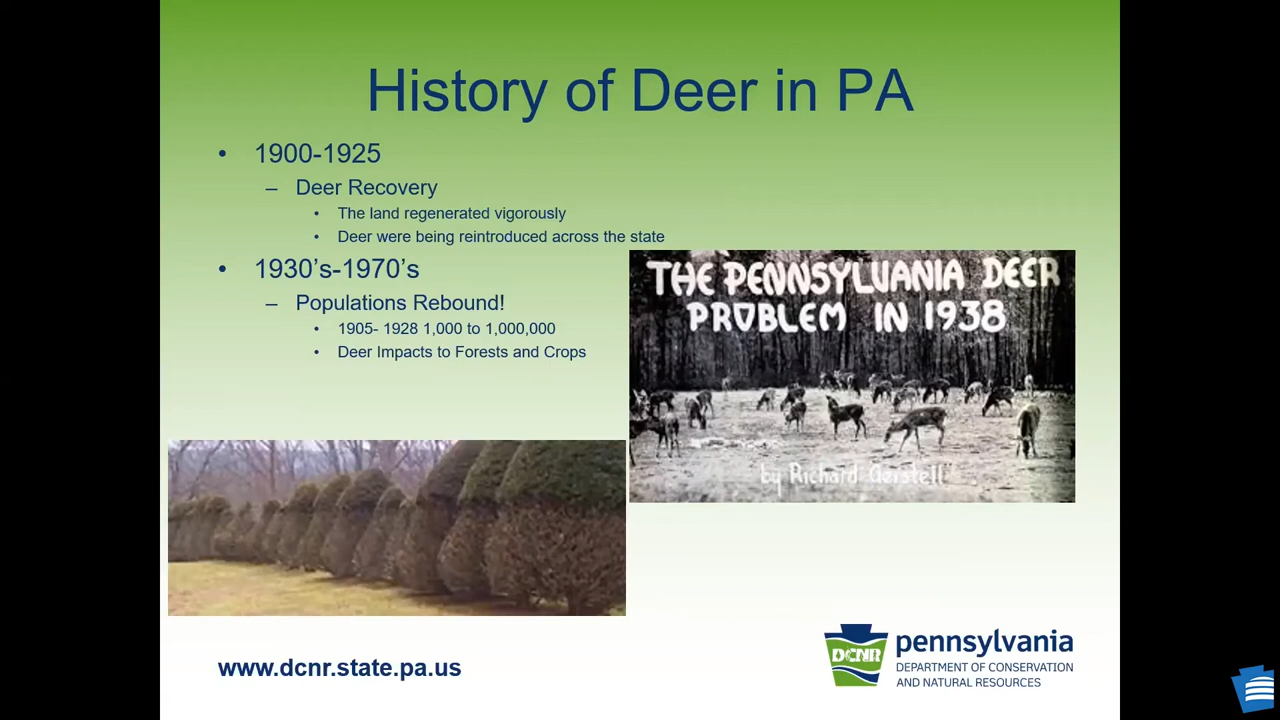 History of Deer in PA
• 1900-1925
– Deer Recovery
• The land regenerated vigorously
• Deer were being reintroduced across the state
• 1930’s-1970’s
– Populations Rebound!
• 1905- 1928 1,000 to 1,000,000
• Deer Impacts to Forests and Crops
THE PENNSYLVANIA DEER
PROBLEM IN 1938
by Richard Gerstell
www.dcnr.state.pa.us
DCNR
pennsylvania
DEPARTMENT OF CONSERVATION
AND NATURAL RESOURCES